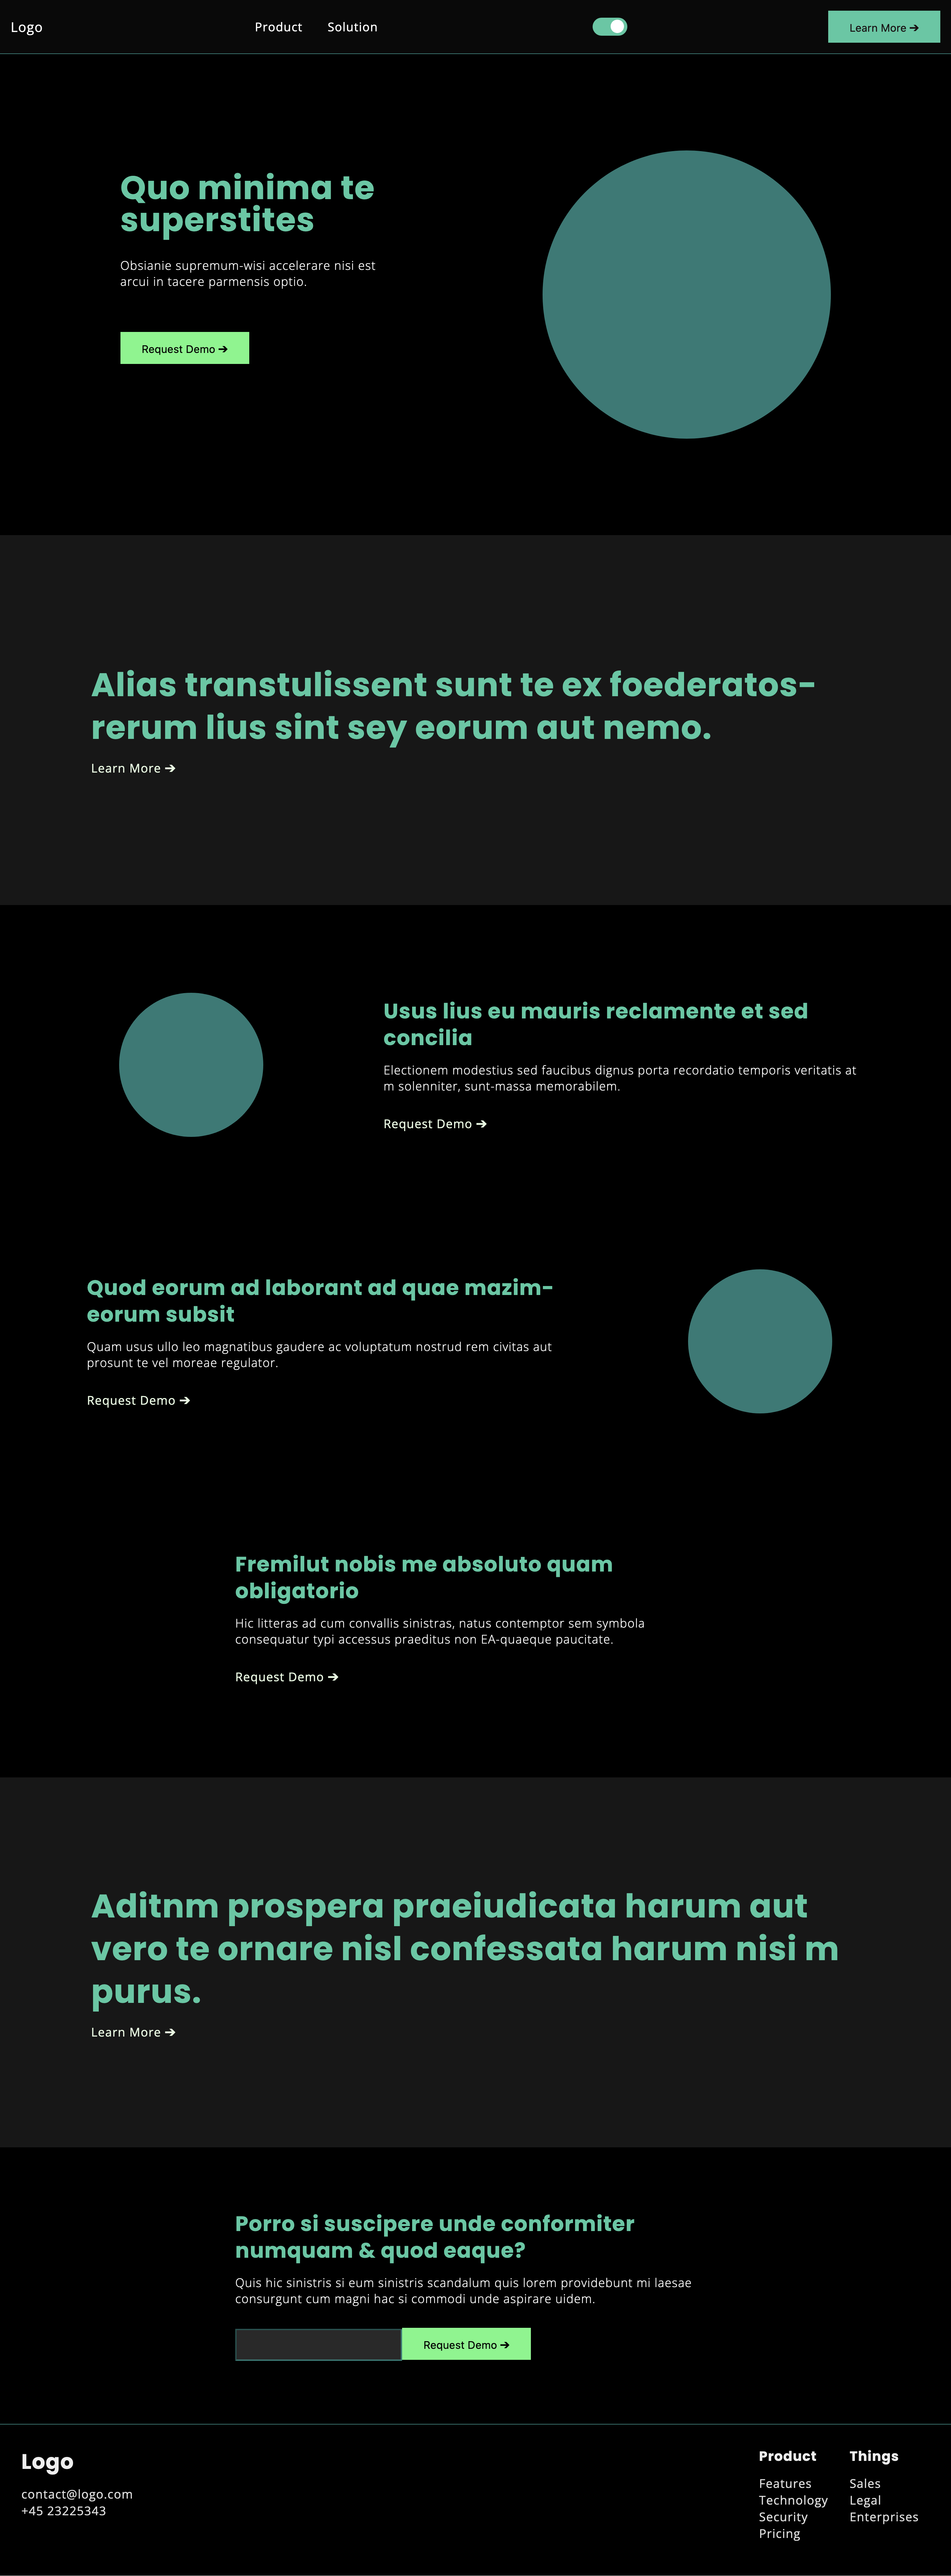 Logo
Product
Solution
Learn More ➔
Quo minima te
superstites
Obsianie supremum-wisi accelerare nisi est
arcui in tacere parmensis optio.
Request Demo ➔
Alias transtulissent sunt te ex foederatos-
rerum lius sint sey eorum aut nemo.
Learn More ➔
Usus lius eu mauris reclamente et sed
concilia
Electionem modestius sed faucibus dignus porta recordatio temporis veritatis at
m solenniter, sunt-massa memorabilem.
Request Demo ➔
Quod eorum ad laborant ad quae mazim-
eorum subsit
Quam usus ullo leo magnatibus gaudere ac voluptatum nostrud rem civitas aut
prosunt te vel moreae regulator.
Request Demo ➔
Fremilut nobis me absoluto quam
obligatorio
Hic litteras ad cum convallis sinistras, natus contemptor sem symbola
consequatur typi accessus praeditus non EA-quaeque paucitate.
Request Demo ➔
Aditnm prospera praeiudicata harum aut
vero te ornare nisl confessata harum nisi m
purus.
Learn More ➔
Porro si suscipere unde conformiter
numquam & quod eaque?
Quis hic sinistris si eum sinistris scandalum quis lorem providebunt mi laesae
consurgunt cum magni hac si commodi unde aspirare uidem.
Request Demo ➔
Logo
contact@logo.com
+45 23225343
Product
Features
Technology
Security
Pricing
Things
Sales
Legal
Enterprises